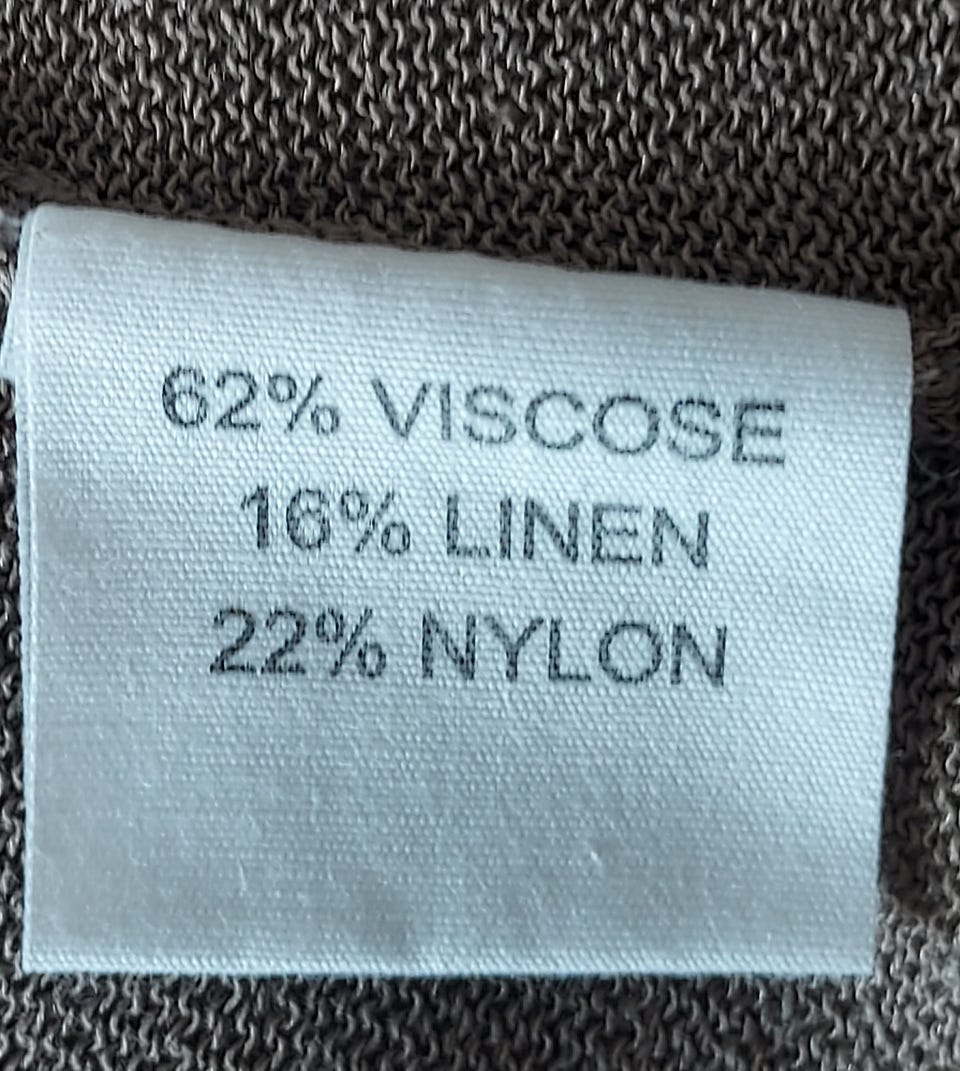 62% VISCOSE
16% LINEN
22% NYLON